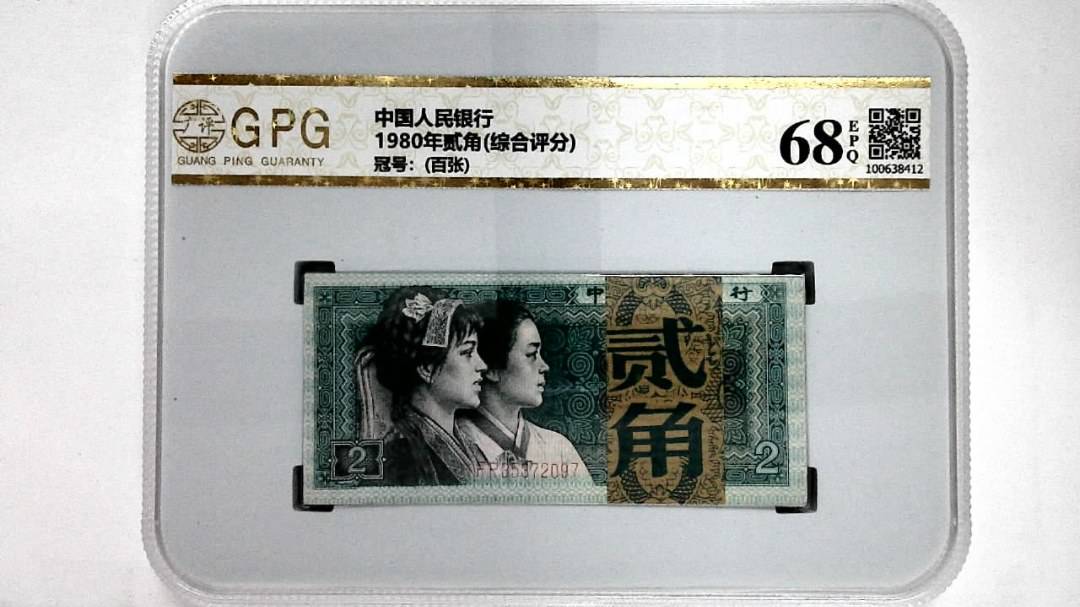 GPG
GUANG PING GUARANTY
中国人民银行
1980年贰角(综合评分)
冠号：(百张)
68
EPQ
100638412
中
行
贰角
2
FR35372097
2